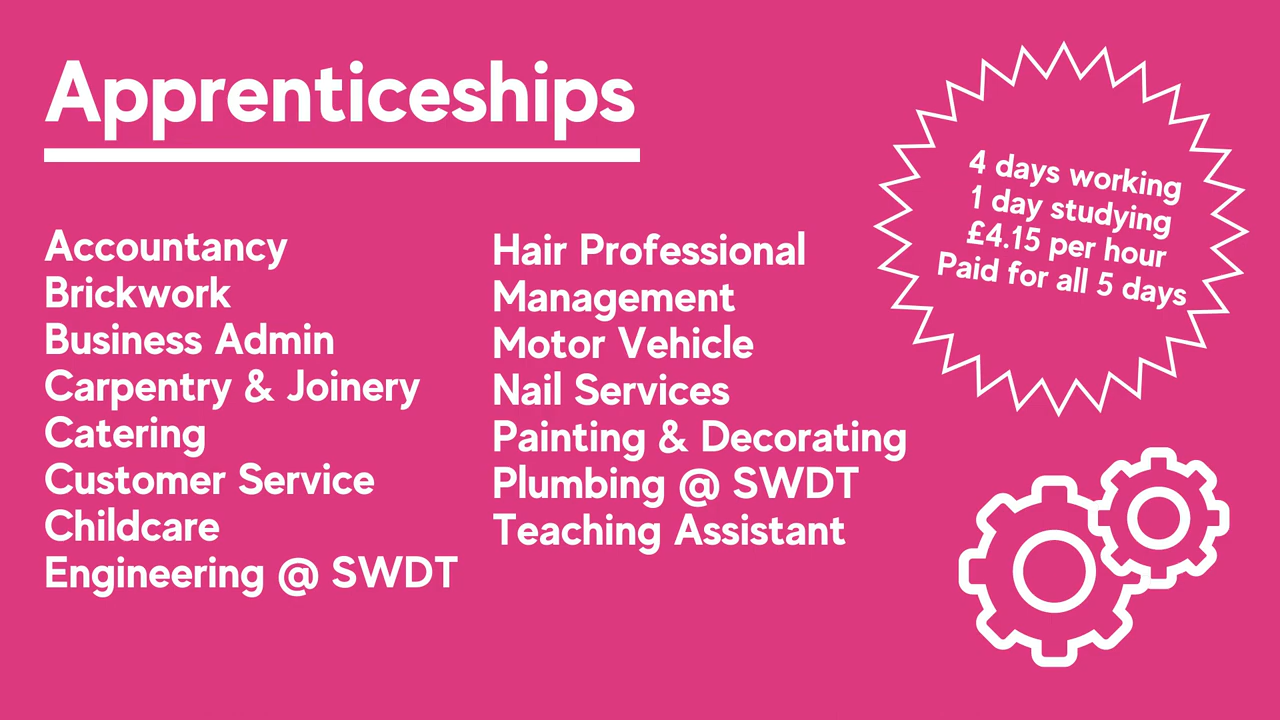 Apprenticeships
Accountancy
Brickwork
Business Admin
Carpentry & Joinery
Catering
Customer Service
Childcare
Engineering @ SWDT
Hair Professional
Management
Motor Vehicle
Nail Services
Painting & Decorating
Plumbing @ SWDT
Teaching Assistant
4 days working
1 day studying
£4.15 per hour
Paid for all 5 days